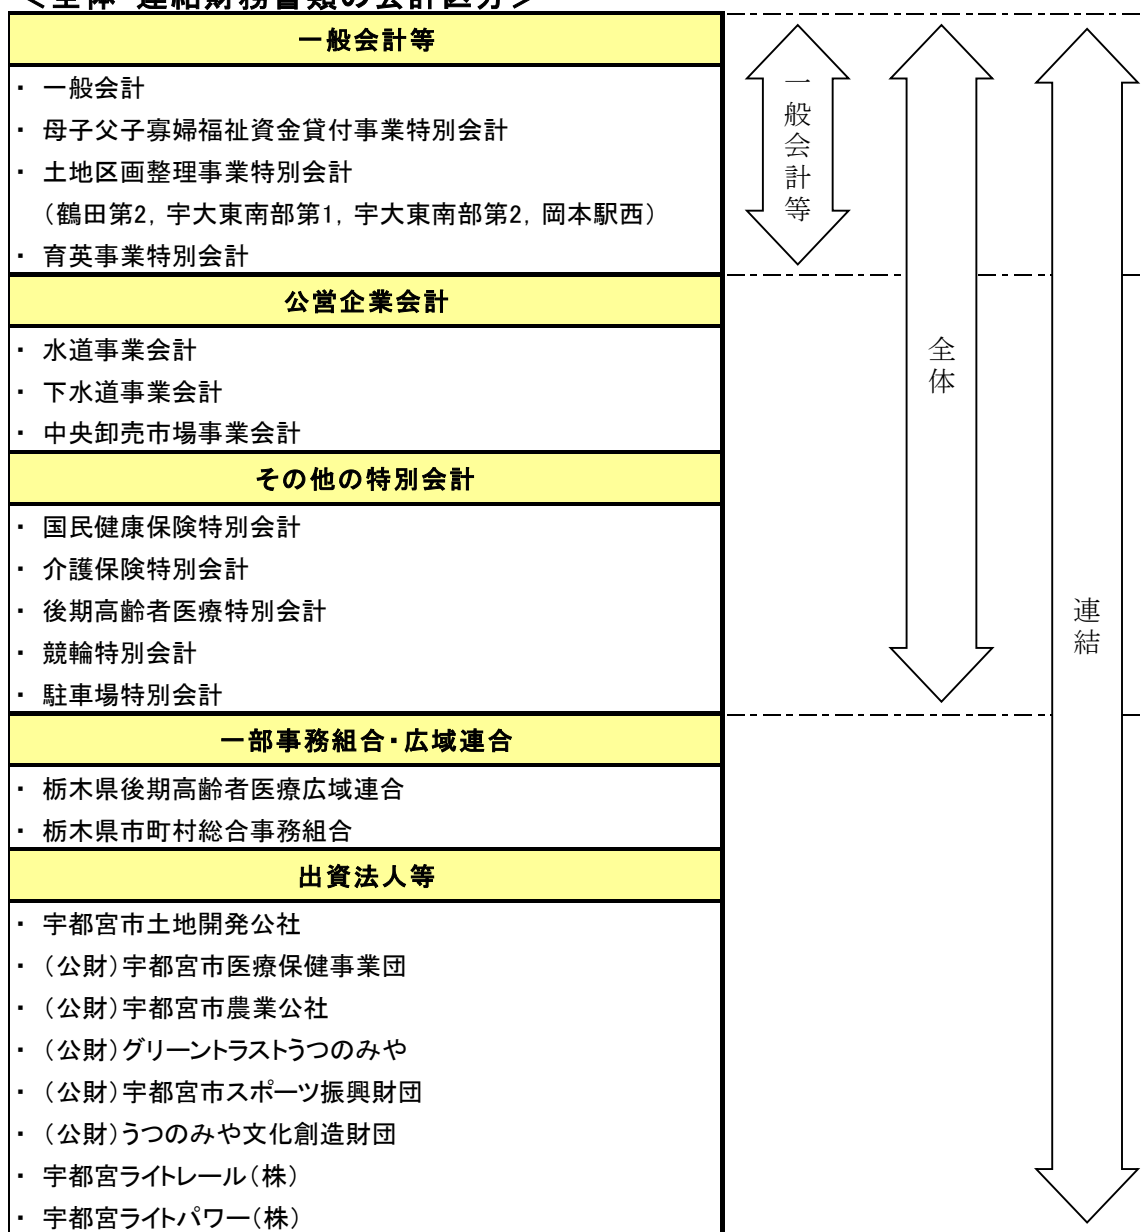 <全体・連結財務書類の会計区分>
一般会計等
・ 一般会計
・ 母子父子寡婦福祉資金貸付事業特別会計
・ 土地区画整理事業特別会計
（鶴田第2，宇大東南部第1，宇大東南部第2，岡本駅西）
・ 育英事業特別会計
公営企業会計
・ 水道事業会計
・ 下水道事業会計
・ 中央卸売市場事業会計
その他の特別会計
・ 国民健康保険特別会計
・ 介護保険特別会計
・ 後期高齢者医療特別会計
・ 競輪特別会計
・ 駐車場特別会計
一部事務組合・広域連合
・ 栃木県後期高齢者医療広域連合
・ 栃木県市町村総合事務組合
出資法人等
・ 宇都宮市土地開発公社
・ （公財）宇都宮市医療保健事業団
・ （公財）宇都宮市農業公社
・ （公財）グリーントラストうつのみや
・ （公財）宇都宮市スポーツ振興財団
・ （公財）うつのみや文化創造財団
・ 宇都宮ライトレール（株）
・ 宇都宮ライトパワー（株）
一般会計等
全体
連結